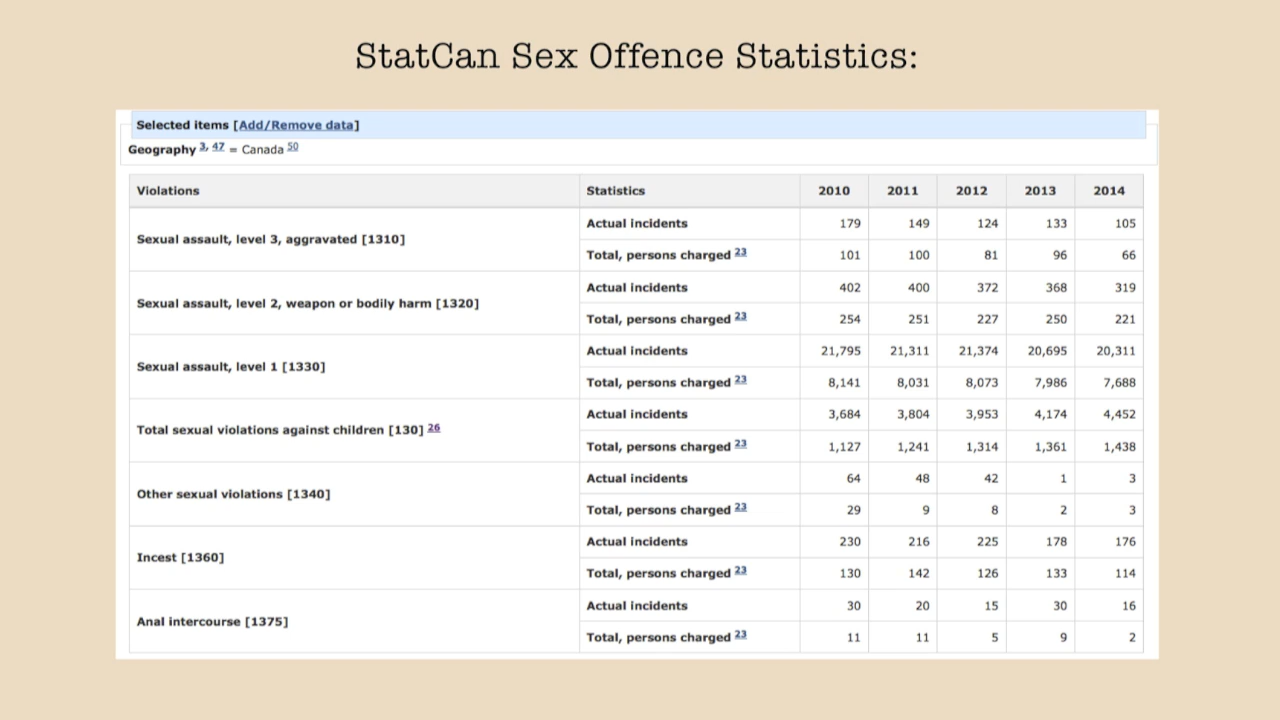 StatCan Sex Offence Statistics:
Selected items [Add/Remove data]
Geography 3, 47 = Canada 50
Violations Statistics 2010 2011 2012 2013 2014
Sexual assault, level 3, aggravated [1310]
Actual incidents 179 149 124 133 105
Total, persons charged 23 101 100 81 96 66
Sexual assault, level 2, weapon or bodily harm [1320]
Actual incidents 402 400 372 368 319
Total, persons charged 23 254 251 227 250 221
Sexual assault, level 1 [1330]
Actual incidents 21,795 21,311 21,374 20,695 20,311
Total, persons charged 23 8,141 8,031 8,073 7,986 7,688
Total sexual violations against children [130] 26
Actual incidents 3,684 3,804 3,953 4,174 4,452
Total, persons charged 23 1,127 1,241 1,314 1,361 1,438
Other sexual violations [1340]
Actual incidents 64 48 42 1 3
Total, persons charged 23 29 9 8 2 3
Incest [1360]
Actual incidents 230 216 225 178 176
Total, persons charged 23 130 142 126 133 114
Anal intercourse [1375]
Actual incidents 30 20 15 30 16
Total, persons charged 23 11 11 5 9 2